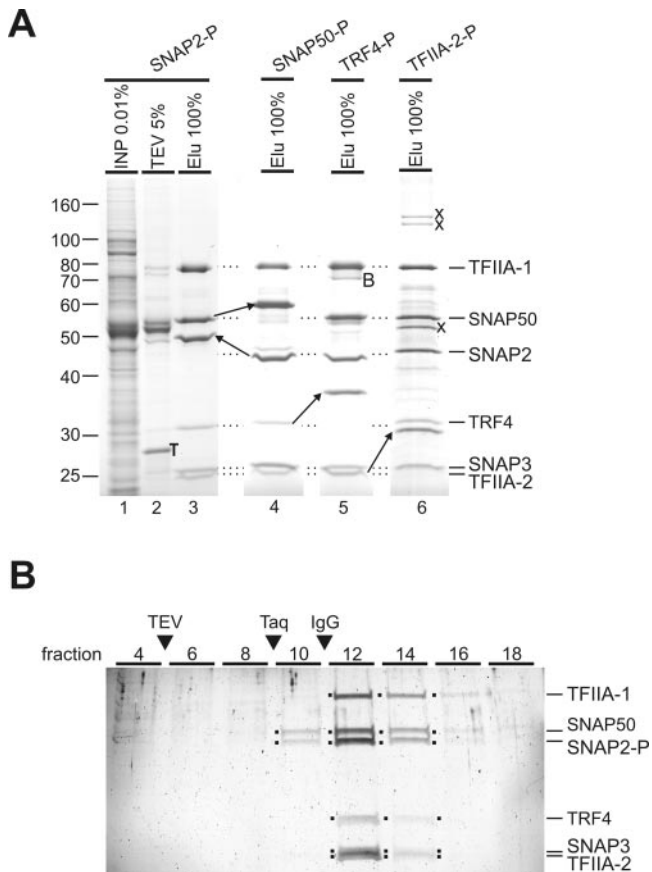 A
SNAP2-P SNAP50-P TRF4-P TFIIA-2-P
INP 0.01% TEV 5% Elu 100% Elu 100% Elu 100% Elu 100%
160
x
x
100
80 TFIIA-1
70 B
60
SNAP50
x
50
SNAP2
40
TRF4
30
T
SNAP3
25 TFIIA-2
1 2 3 4 5 6
B
TEV Taq IgG
fraction 4 6 8 10 12 14 16 18
TFIIA-1
SNAP50
SNAP2-P
TRF4
SNAP3
TFIIA-2